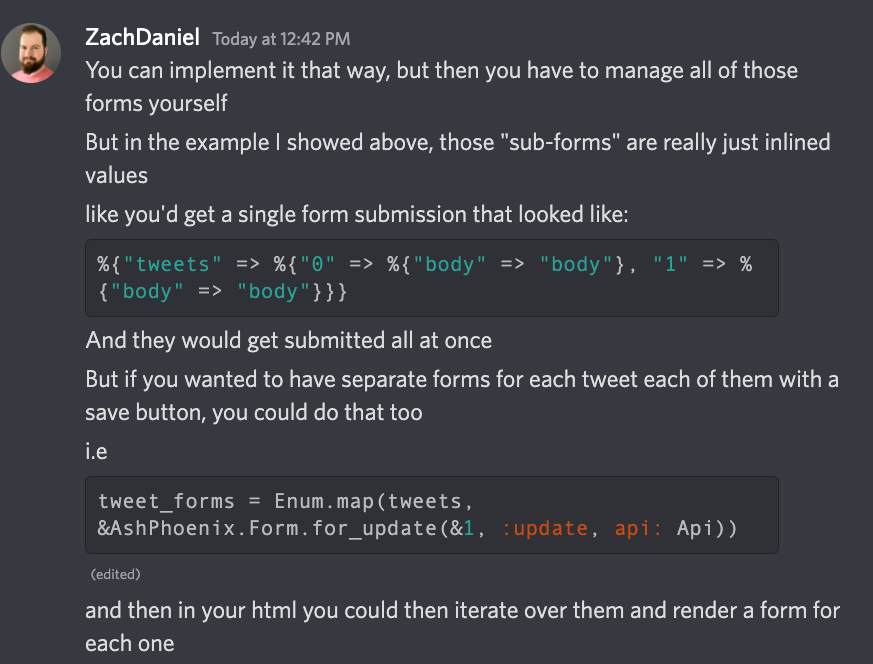 ZachDaniel Today at 12:42 PM
You can implement it that way, but then you have to manage all of those
forms yourself
But in the example I showed above, those "sub-forms" are really just inlined
values
like you'd get a single form submission that looked like:
%{"tweets" => %{"0" => %{"body" => "body"}, "1" => %
{"body" => "body"}}}
And they would get submitted all at once
But if you wanted to have separate forms for each tweet each of them with a
save button, you could do that too
i.e
tweet_forms = Enum.map(tweets,
&AshPhoenix.Form.for_update(&1, :update, api: Api))
(edited)
and then in your html you could then iterate over them and render a form for
each one